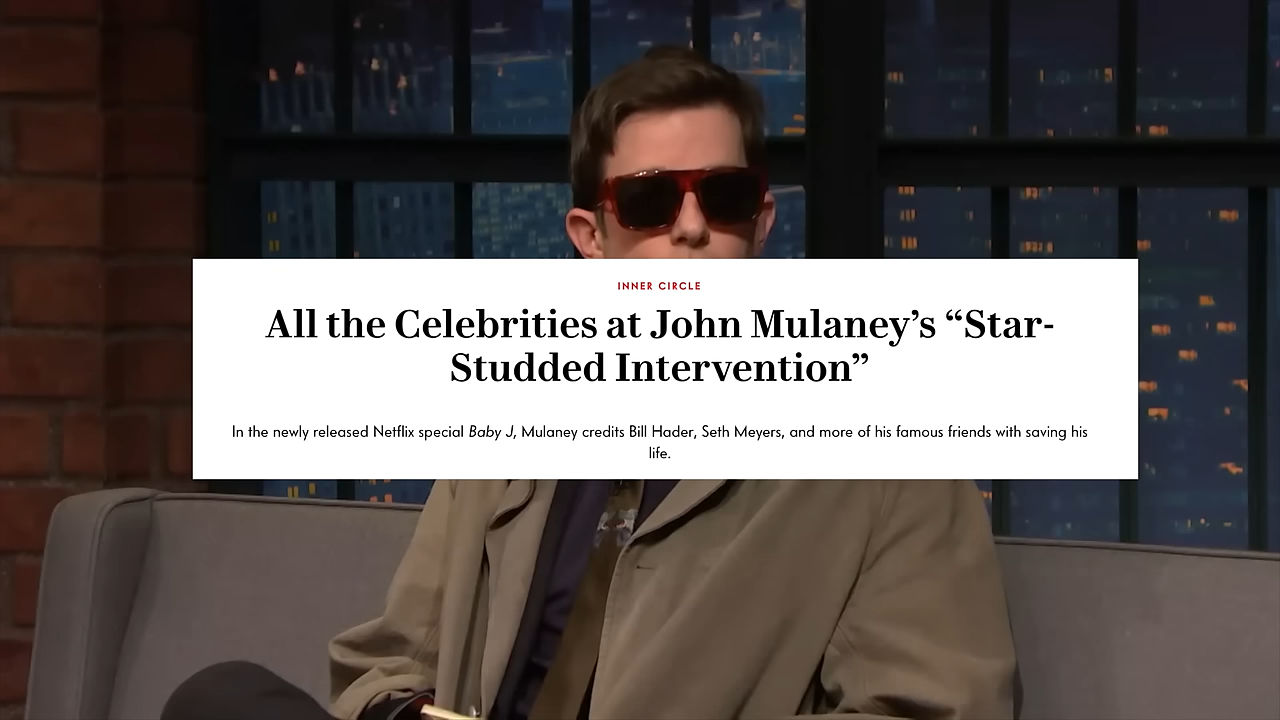 INNER CIRCLE
All the Celebrities at John Mulaney’s “Star-
Studded Intervention”
In the newly released Netflix special Baby J, Mulaney credits Bill Hader, Seth Meyers, and more of his famous friends with saving his
life.